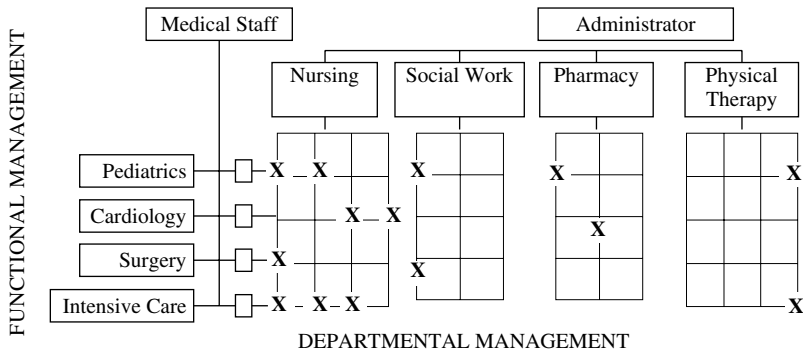 Medical Staff
Administrator
Nursing
Social Work
Pharmacy
Physical
Therapy
FUNCTIONAL MANAGEMENT
Pediatrics
X X X X X
Cardiology
X X X
Surgery
X X
Intensive Care
X X X X
DEPARTMENTAL MANAGEMENT